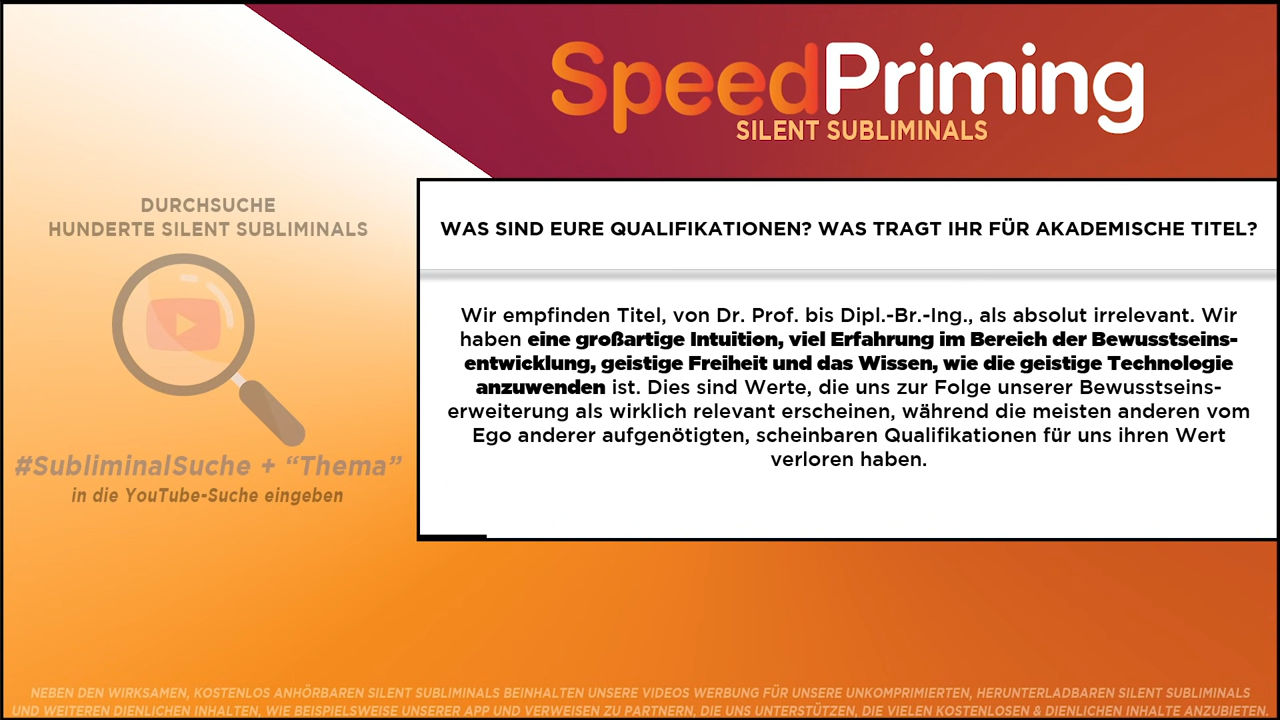 SpeedPriming
SILENT SUBLIMINALS
DURCHSUCHE
HUNDERTE SILENT SUBLIMINALS
#SubliminalSuche + “Thema”
in die YouTube-Suche eingeben
WAS SIND EURE QUALIFIKATIONEN? WAS TRAGT IHR FÜR AKADEMISCHE TITEL?
Wir empfinden Titel, von Dr. Prof. bis Dipl.-Br.-Ing., als absolut irrelevant. Wir
haben eine großartige Intuition, viel Erfahrung im Bereich der Bewusstseins-
entwicklung, geistige Freiheit und das Wissen, wie die geistige Technologie
anzuwenden ist. Dies sind Werte, die uns zur Folge unserer Bewusstseins-
erweiterung als wirklich relevant erscheinen, während die meisten anderen vom
Ego anderer aufgenötigten, scheinbaren Qualifikationen für uns ihren Wert
verloren haben.
NEBEN DEN WIRKSAMEN, KOSTENLOS ANHÖRBAREN SILENT SUBLIMINALS BEINHALTEN UNSERE VIDEOS WERBUNG FÜR UNSERE UNKOMPRIMIERTEN, HERUNTERLADBAREN SILENT SUBLIMINALS
UND WEITEREN DIENLICHEN INHALTEN, WIE BEISPIELSWEISE UNSERER APP UND VERWEISEN ZU PARTNERN, DIE UNS UNTERSTÜTZEN, DIE VIELEN KOSTENLOSEN & DIENLICHEN INHALTE ANZUBIETEN.